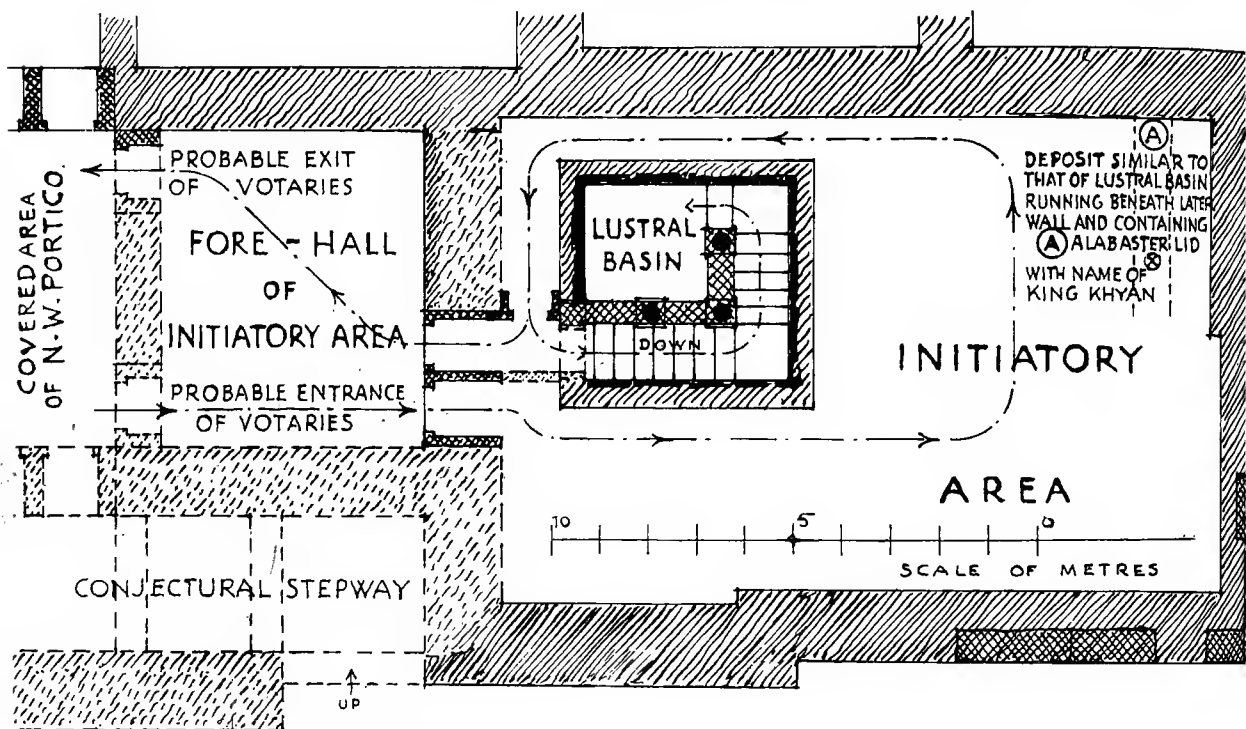 COVERED AREA
OF N.W. PORTICO.
PROBABLE EXIT
OF VOTARIES
FORE-HALL
OF
INITIATORY AREA
PROBABLE ENTRANCE
OF VOTARIES
LUSTRAL
BASIN
DOWN
A
DEPOSIT SIMILAR TO
THAT OF LUSTRAL BASIN
RUNNING BENEATH LATER
WALL AND CONTAINING
A ALABASTER LID
WITH NAME OF
KING KHYAN
INITIATORY
AREA
10 5 0
SCALE OF METRES
CONJECTURAL STEPWAY
UP